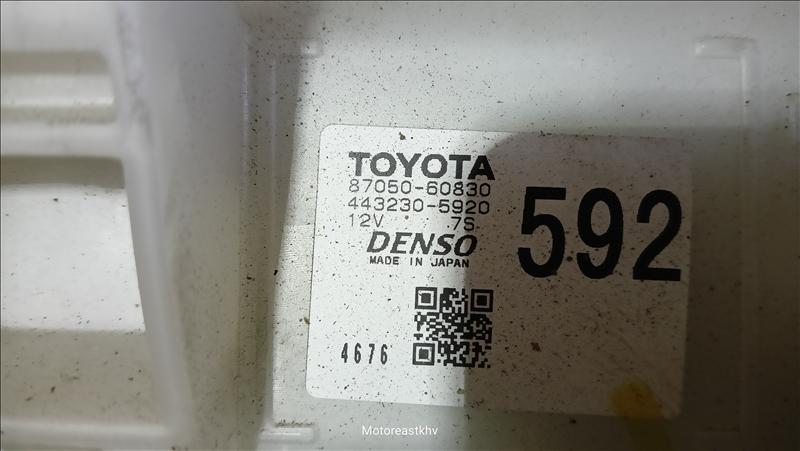 TOYOTA
87050-60830
443230-5920
12V 7S
DENSO
MADE IN JAPAN
592
4676
Motoreastkhv